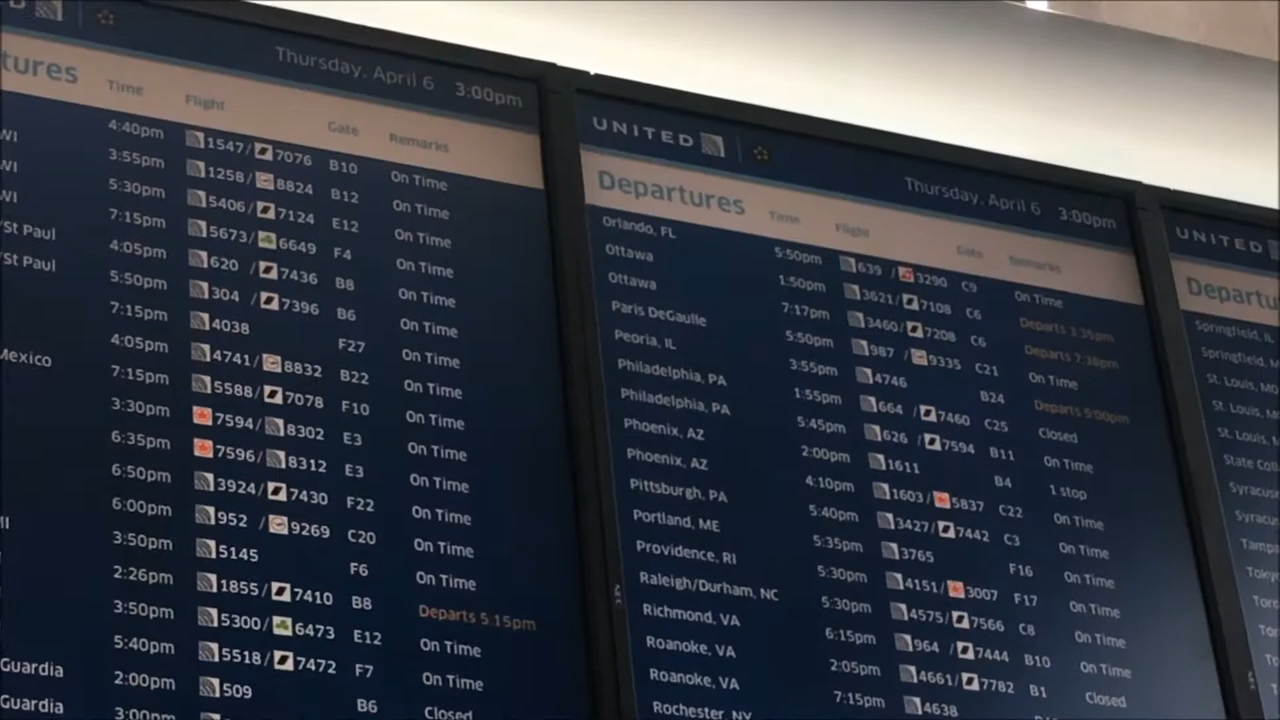 Thursday, April 6 3:00pm
tures Time Flight Gate Remarks
4:40pm 1547/ 7076 B10 On Time
WI 3:55pm 1258/ 8824 B12 On Time
WI 5:30pm 5406/ 7124 E12 On Time
WI 7:15pm 5673/ 6649 F4 On Time
/St Paul 4:05pm 620 / 7436 B8 On Time
/St Paul 5:50pm 304 / 7396 B6 On Time
7:15pm 4038 F27 On Time
4:05pm 4741/ 8832 B22 On Time
Mexico 7:15pm 5588/ 7078 F10 On Time
3:30pm 7594/ 8302 E3 On Time
6:35pm 7596/ 8312 E3 On Time
6:50pm 3924/ 7430 F22 On Time
6:00pm 952 / 9269 C20 On Time
MI 3:50pm 5145 F6 On Time
2:26pm 1855/ 7410 B8 Departs 5:15pm
3:50pm 5300/ 6473 E12 On Time
5:40pm 5518/ 7472 F7 On Time
Guardia 2:00pm 509 B6 Closed
Guardia 3:00pm
UNITED Thursday, April 6 3:00pm
Departures Time Flight Gate Remarks
Orlando, FL 5:50pm 639 / 3290 C9 On Time
Ottawa 1:50pm 3621/ 7108 C6 Departs 3:35pm
Ottawa 7:17pm 3460/ 7208 C6 Departs 7:38pm
Paris DeGaulle 5:50pm 987 / 9335 C21 On Time
Peoria, IL 3:55pm 4746 B24 Departs 5:00pm
Philadelphia, PA 1:55pm 664 / 7460 C25 Closed
Philadelphia, PA 5:45pm 626 / 7594 B11 On Time
Phoenix, AZ 2:00pm 1611 B4 1 stop
Phoenix, AZ 4:10pm 1603/ 5837 C22 On Time
Pittsburgh, PA 5:40pm 3427/ 7442 C3 On Time
Portland, ME 5:35pm 3765 F16 On Time
Providence, RI 5:30pm 4151/ 3007 F17 On Time
Raleigh/Durham, NC 5:30pm 4575/ 7566 C8 On Time
Richmond, VA 6:15pm 964 / 7444 B10 On Time
Roanoke, VA 2:05pm 4661/ 7782 B1 Closed
Roanoke, VA 7:15pm 4638
Rochester, NY
UNITED
Departu
Springfield, IL
Springfield, M
St. Louis, MO
St. Louis, MO
St. Louis, M
State Col
Syracus
Syracu
Tampa
Toky
Toro
Tor